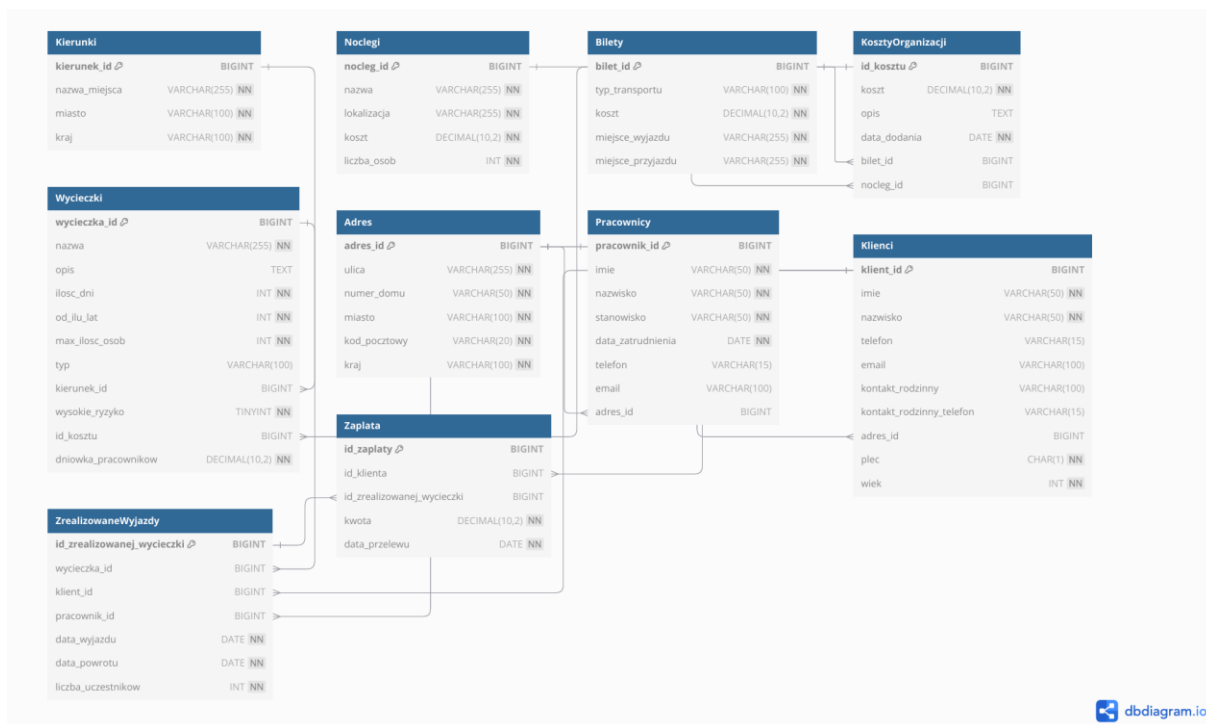 Kierunki
kierunek_id BIGINT
nazwa_miejsca VARCHAR(255) NN
miasto VARCHAR(100) NN
kraj VARCHAR(100) NN
Noclegi
nocleg_id BIGINT
nazwa VARCHAR(255) NN
lokalizacja VARCHAR(255) NN
koszt DECIMAL(10,2) NN
liczba_osob INT NN
Bilety
bilet_id BIGINT
typ_transportu VARCHAR(100) NN
koszt DECIMAL(10,2) NN
miejsce_wyjazdu VARCHAR(255) NN
miejsce_przyjazdu VARCHAR(255) NN
KosztyOrganizacji
id_kosztu BIGINT
koszt DECIMAL(10,2) NN
opis TEXT
data_dodania DATE NN
bilet_id BIGINT
nocleg_id BIGINT
Wycieczki
wycieczka_id BIGINT
nazwa VARCHAR(255) NN
opis TEXT
ilosc_dni INT NN
od_ilu_lat INT NN
max_ilosc_osob INT NN
typ VARCHAR(100)
kierunek_id BIGINT
wysokie_ryzyko TINYINT NN
id_kosztu BIGINT
dniowka_pracownikow DECIMAL(10,2) NN
Adres
adres_id BIGINT
ulica VARCHAR(255) NN
numer_domu VARCHAR(50) NN
miasto VARCHAR(100) NN
kod_pocztowy VARCHAR(20) NN
kraj VARCHAR(100) NN
Pracownicy
pracownik_id BIGINT
imie VARCHAR(50) NN
nazwisko VARCHAR(50) NN
stanowisko VARCHAR(50) NN
data_zatrudnienia DATE NN
telefon VARCHAR(15)
email VARCHAR(100)
adres_id BIGINT
Klienci
klient_id BIGINT
imie VARCHAR(50) NN
nazwisko VARCHAR(50) NN
telefon VARCHAR(15)
email VARCHAR(100)
kontakt_rodzinny VARCHAR(100)
kontakt_rodzinny_telefon VARCHAR(15)
adres_id BIGINT
plec CHAR(1) NN
wiek INT NN
Zaplata
id_zaplaty BIGINT
id_klienta BIGINT
id_zrealizowanej_wycieczki BIGINT
kwota DECIMAL(10,2) NN
data_przelewu DATE NN
ZrealizowaneWyjazdy
id_zrealizowanej_wycieczki BIGINT
wycieczka_id BIGINT
klient_id BIGINT
pracownik_id BIGINT
data_wyjazdu DATE NN
data_powrotu DATE NN
liczba_uczestnikow INT NN
dbdiagram.io